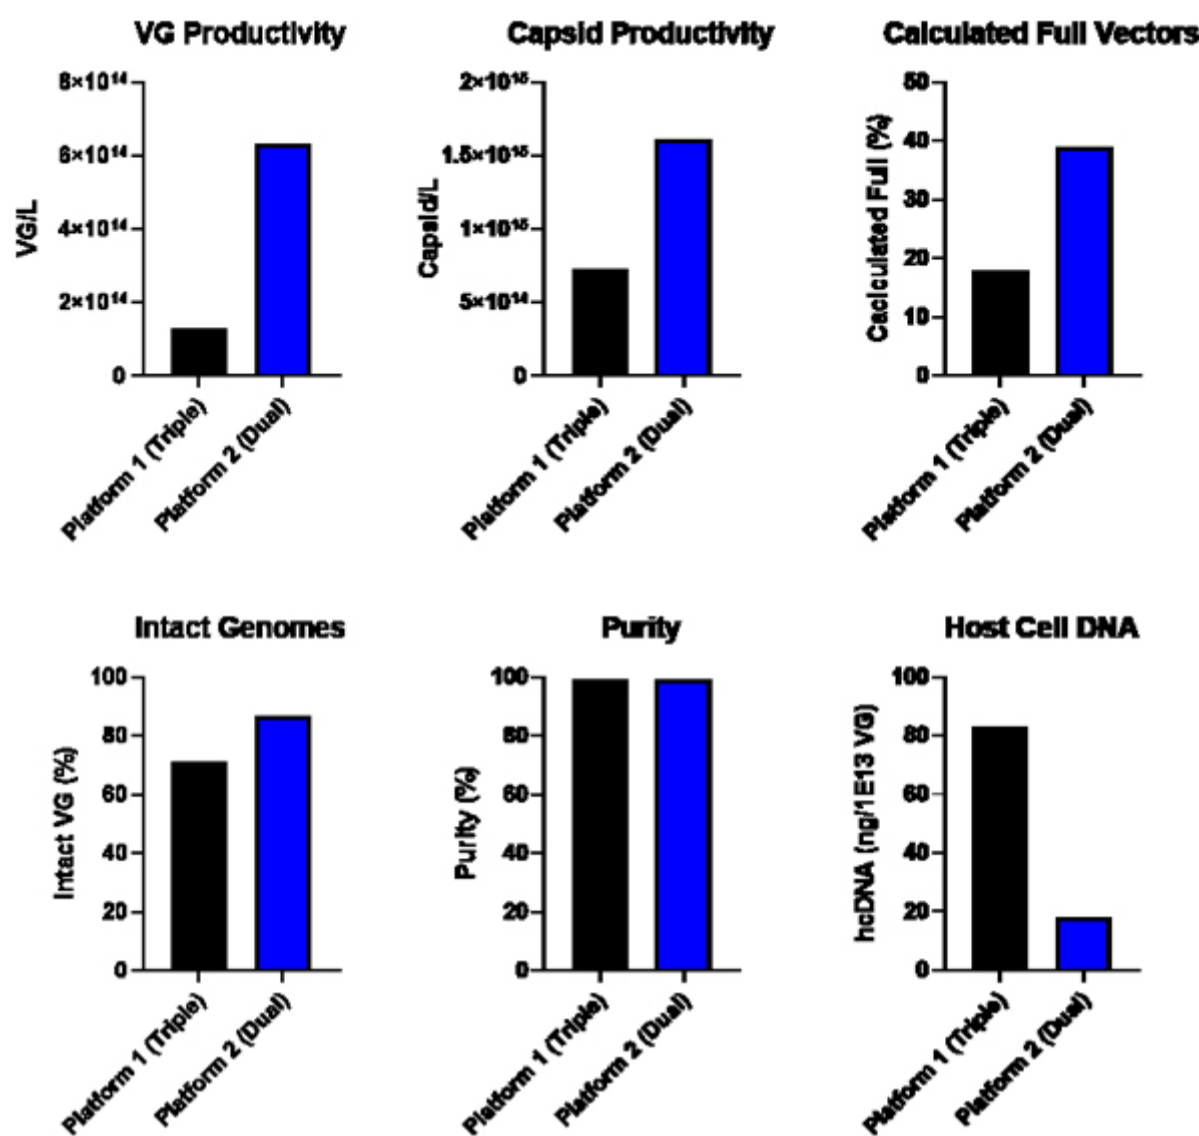 VG Productivity
VG/L
8×10¹⁴
6×10¹⁴
4×10¹⁴
2×10¹⁴
0
Platform 1 (Triple)
Platform 2 (Dual)
Capsid Productivity
Capsid/L
2×10¹⁵
1.5×10¹⁵
1×10¹⁵
5×10¹⁴
0
Platform 1 (Triple)
Platform 2 (Dual)
Calculated Full Vectors
Caclculated Full (%)
50
40
30
20
10
0
Platform 1 (Triple)
Platform 2 (Dual)
Intact Genomes
Intact VG (%)
100
80
60
40
20
0
Platform 1 (Triple)
Platform 2 (Dual)
Purity
Purity (%)
100
80
60
40
20
0
Platform 1 (Triple)
Platform 2 (Dual)
Host Cell DNA
hcDNA (ng/1E13 VG)
100
80
60
40
20
0
Platform 1 (Triple)
Platform 2 (Dual)